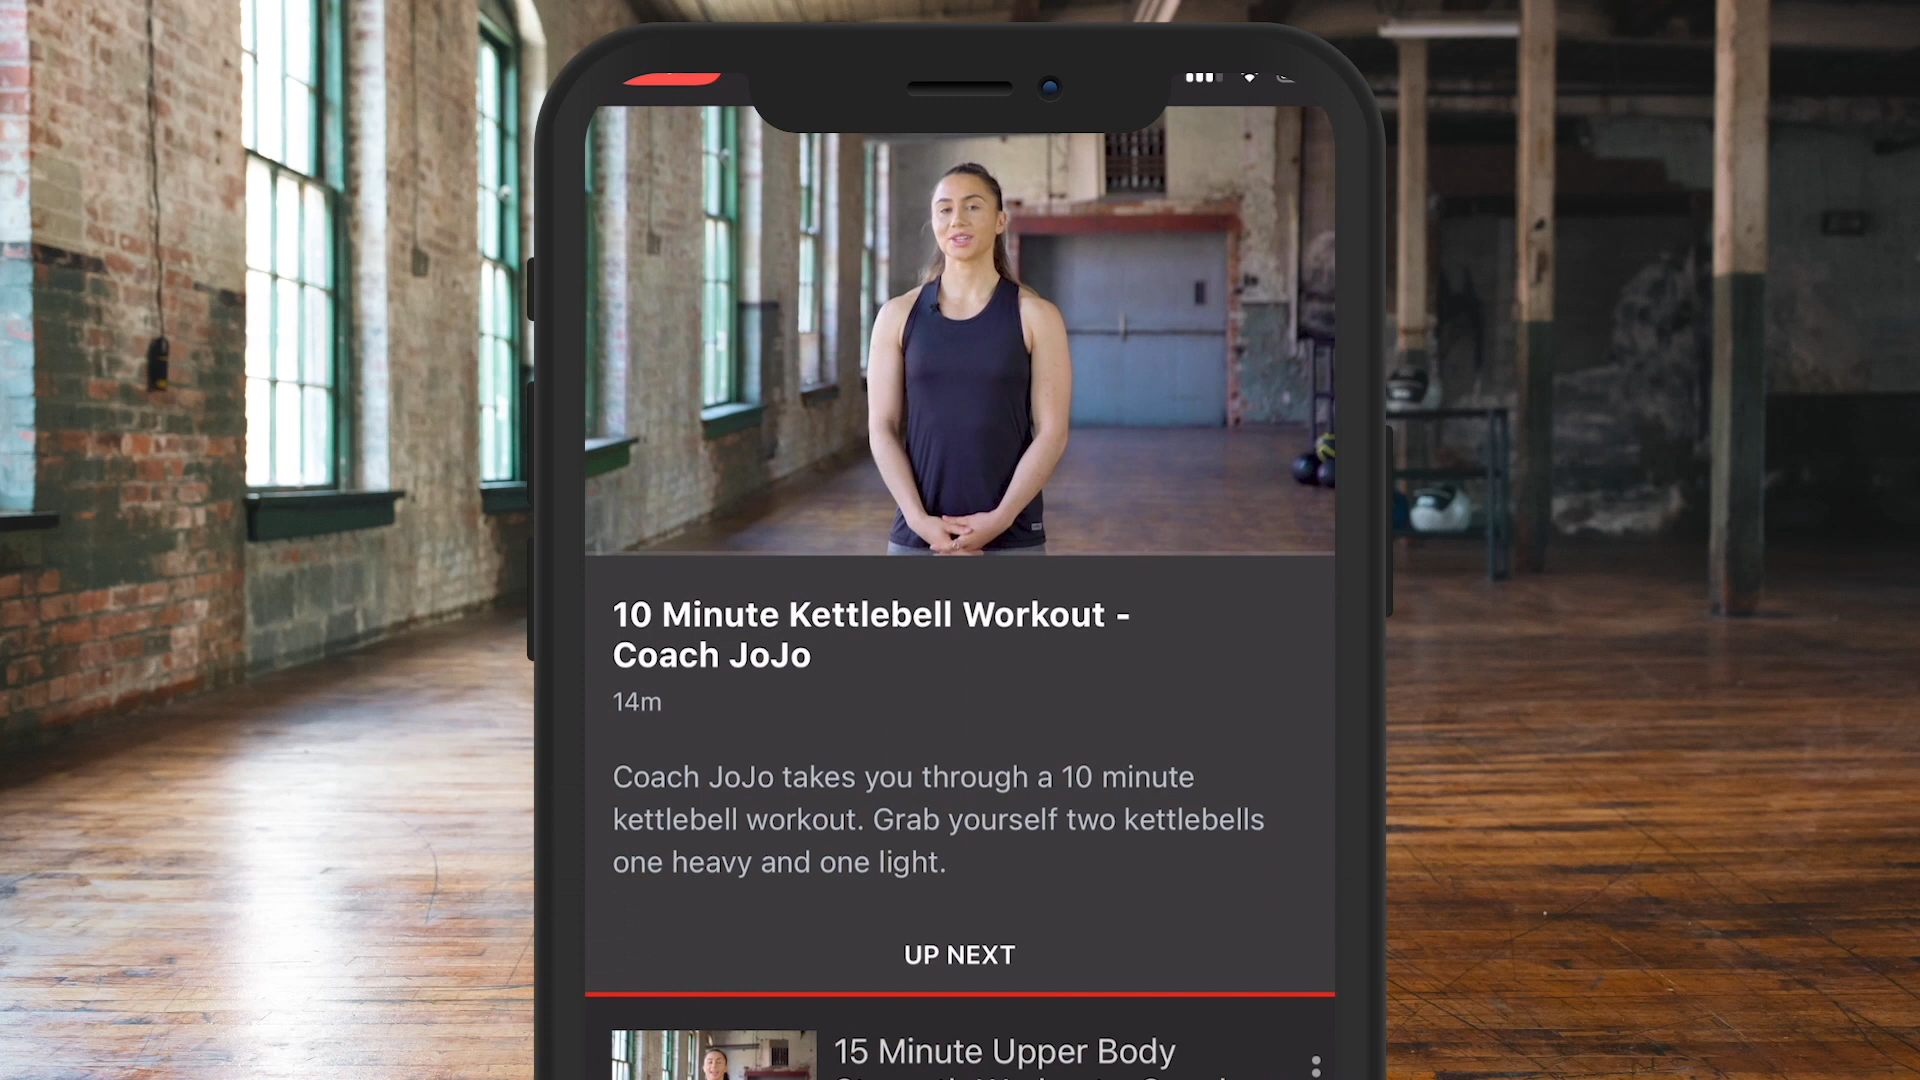 10 Minute Kettlebell Workout -
Coach JoJo
14m
Coach JoJo takes you through a 10 minute
kettlebell workout. Grab yourself two kettlebells
one heavy and one light.
UP NEXT
15 Minute Upper Body